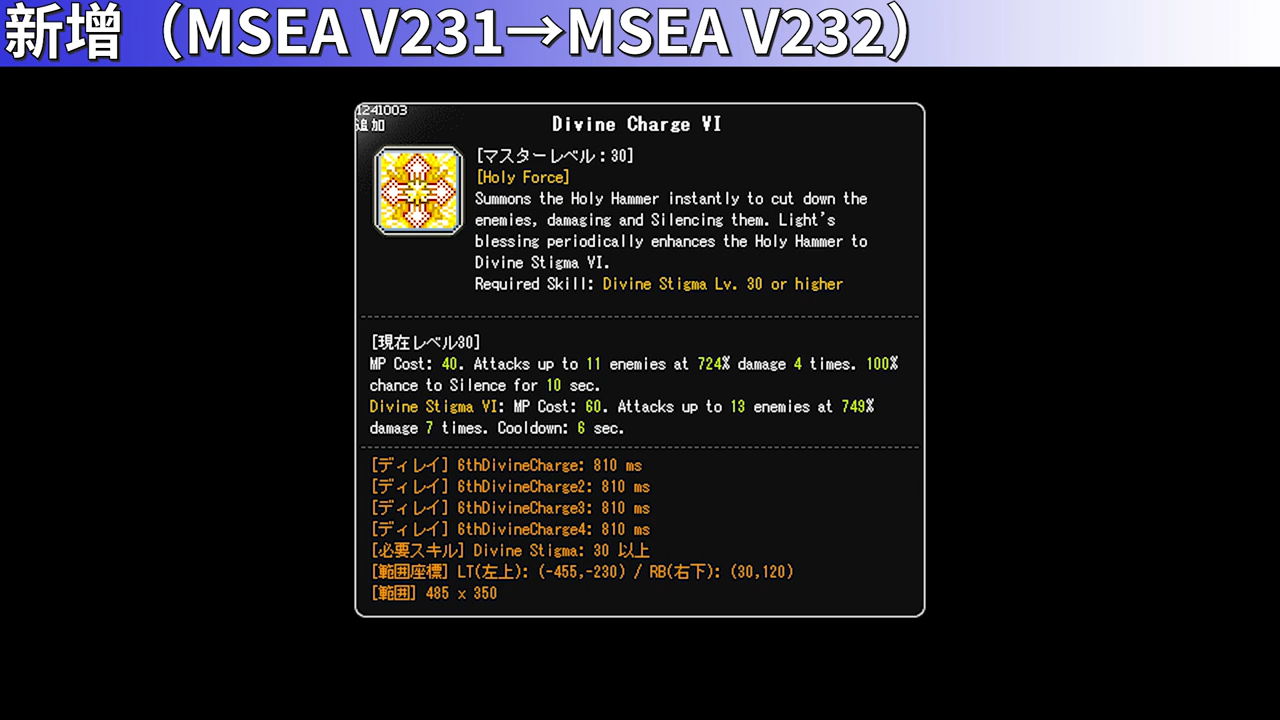 新増（MSEA V231→MSEA V232）
1241003
追加
Divine Charge VI
[マスターレベル：30]
[Holy Force]
Summons the Holy Hammer instantly to cut down the
enemies, damaging and Silencing them. Light's
blessing periodically enhances the Holy Hammer to
Divine Stigma VI.
Required Skill: Divine Stigma Lv. 30 or higher
[現在レベル30]
MP Cost: 40. Attacks up to 11 enemies at 724% damage 4 times. 100%
chance to Silence for 10 sec.
Divine Stigma VI: MP Cost: 60. Attacks up to 13 enemies at 749%
damage 7 times. Cooldown: 6 sec.
[ディレイ] 6thDivineCharge: 810 ms
[ディレイ] 6thDivineCharge2: 810 ms
[ディレイ] 6thDivineCharge3: 810 ms
[ディレイ] 6thDivineCharge4: 810 ms
[必要スキル] Divine Stigma: 30 以上
[範囲座標] LT(左上): (-455,-230) / RB(右下): (30,120)
[範囲] 485 x 350